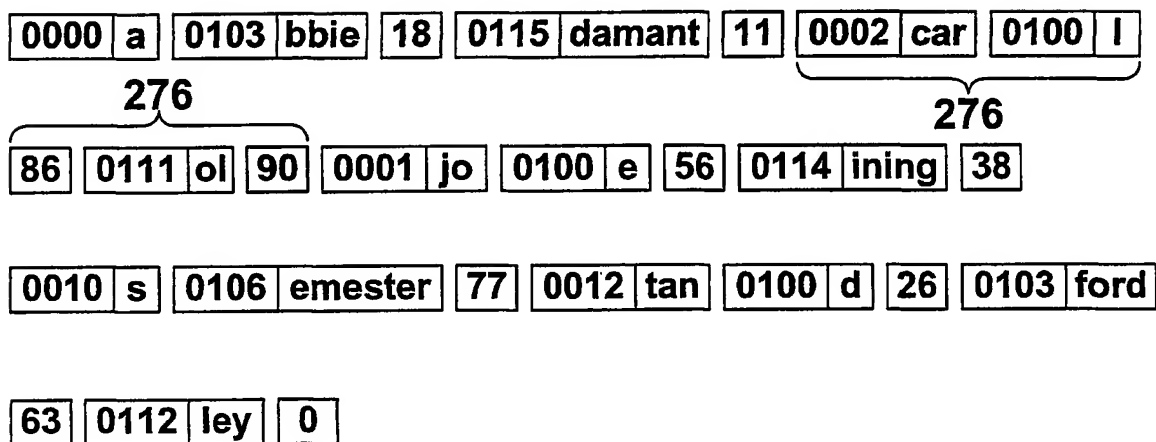 0000 a 0103 bbie 18 0115 damant 11 0002 car 0100 l
276 276
86 0111 ol 90 0001 jo 0100 e 56 0114 ining 38
0010 s 0106 emester 77 0012 tan 0100 d 26 0103 ford
63 0112 ley 0